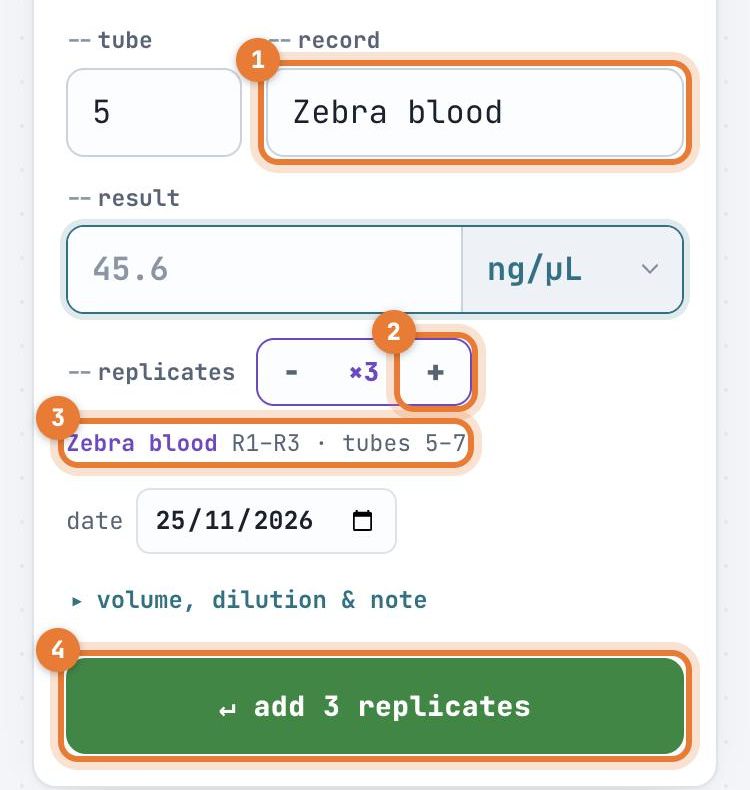 -- tube -- record
1
5 Zebra blood
-- result
45.6 ng/µL
2
-- replicates - ×3 +
3
Zebra blood R1–R3 · tubes 5–7
date 25/11/2026
▸ volume, dilution & note
4
↵ add 3 replicates